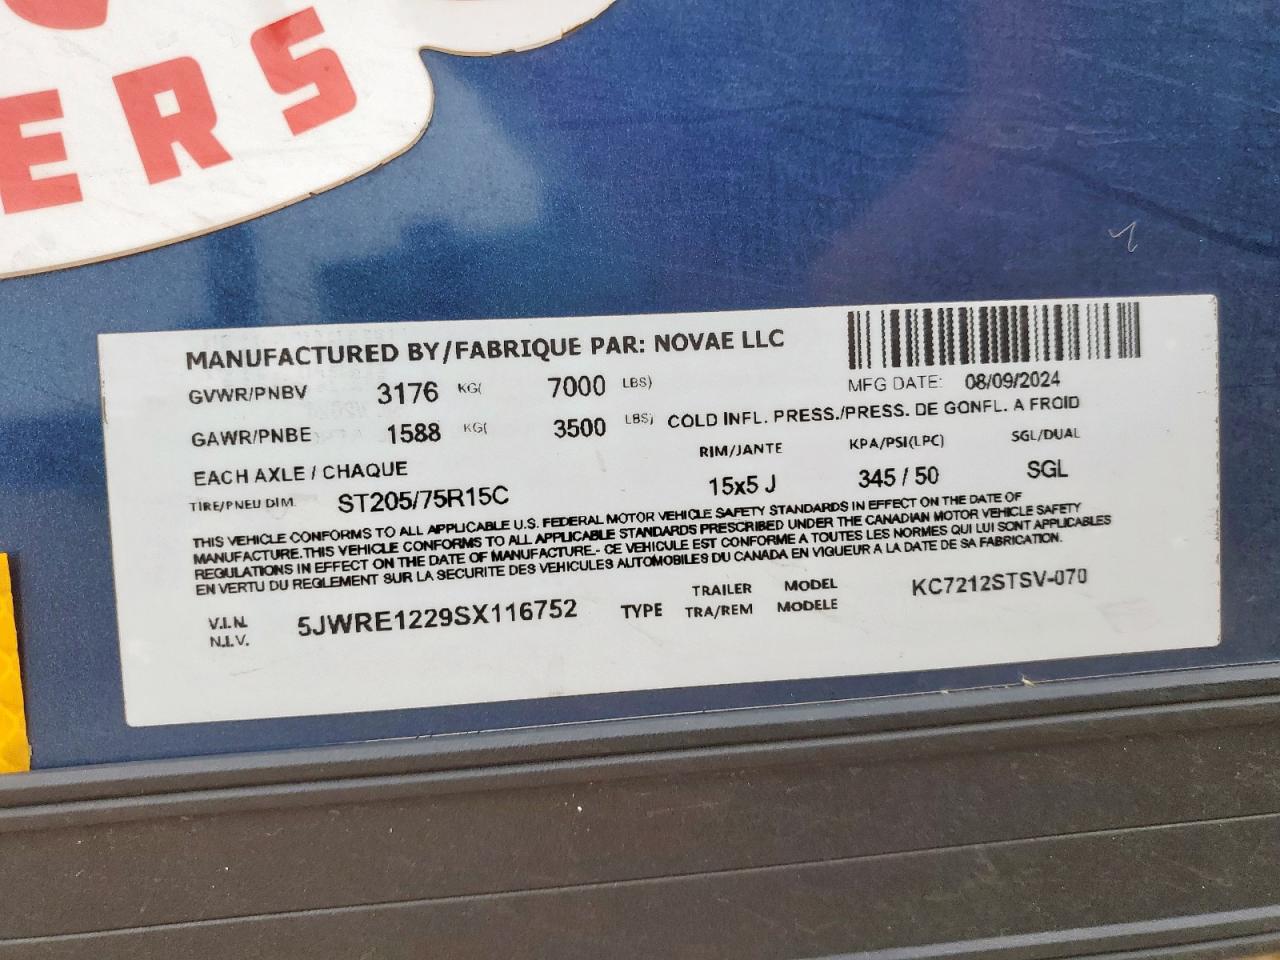 ERS
MANUFACTURED BY/FABRIQUE PAR: NOVAE LLC
GVWR/PNBV 3176 KG( 7000 LBS) MFG DATE: 08/09/2024
GAWR/PNBE 1588 KG( 3500 LBS) COLD INFL. PRESS./PRESS. DE GONFL. A FROID
EACH AXLE / CHAQUE RIM/JANTE KPA/PSI(LPC) SGL/DUAL
TIRE/PNEU DIM. ST205/75R15C 15x5 J 345 / 50 SGL
THIS VEHICLE CONFORMS TO ALL APPLICABLE U.S. FEDERAL MOTOR VEHICLE SAFETY STANDARDS IN EFFECT ON THE DATE OF
MANUFACTURE.THIS VEHICLE CONFORMS TO ALL APPLICABLE STANDARDS PRESCRIBED UNDER THE CANADIAN MOTOR VEHICLE SAFETY
REGULATIONS IN EFFECT ON THE DATE OF MANUFACTURE.- CE VEHICULE EST CONFORME A TOUTES LES NORMES QUI LUI SONT APPLICABLES
EN VERTU DU REGLEMENT SUR LA SECURITE DES VEHICULES AUTOMOBILES DU CANADA EN VIGUEUR A LA DATE DE SA FABRICATION.
V.I.N. 5JWRE1229SX116752 TYPE TRAILER MODEL KC7212STSV-070
N.I.V. TRA/REM MODELE